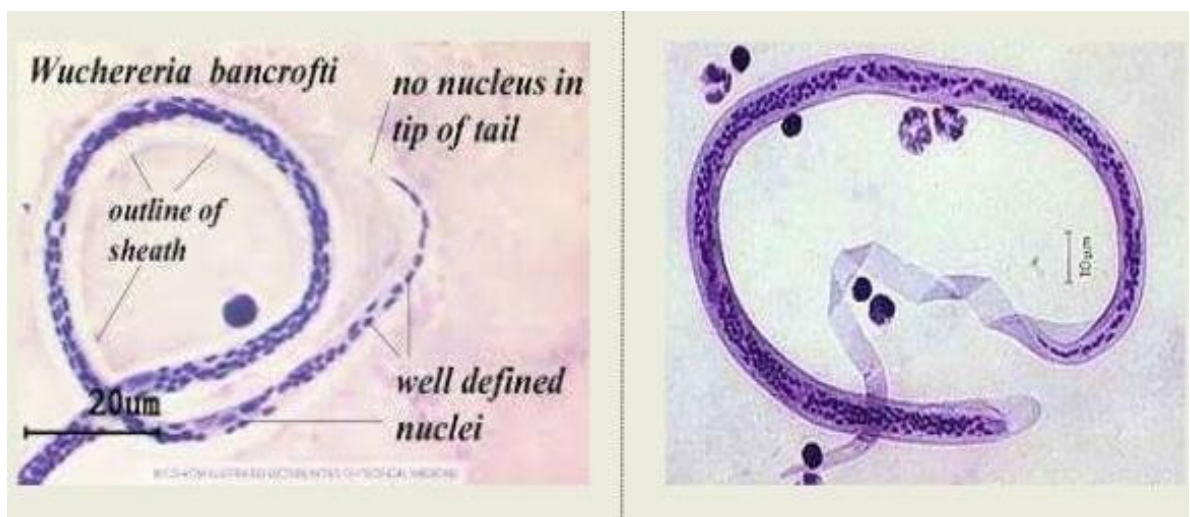 Wuchereria bancrofti
no nucleus in
tip of tail
outline of
sheath
20um
well defined
nuclei
10µm